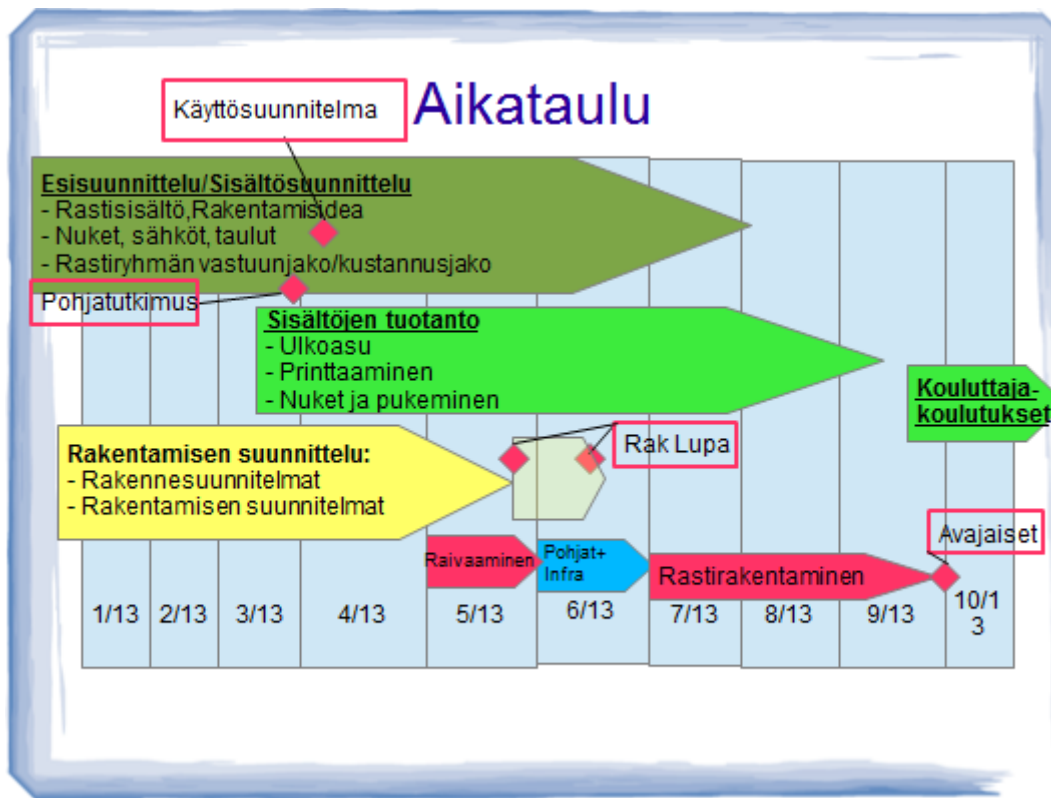 Käyttösuunnitelma
Aikataulu
Esisuunnittelu/Sisältösuunnittelu
- Rastisisältö,Rakentamisidea
- Nuket, sähköt, taulut
- Rastiryhmän vastuunjako/kustannusjako
Pohjatutkimus
Sisältöjen tuotanto
- Ulkoasu
- Printtaaminen
- Nuket ja pukeminen
Kouluttaja-
koulutukset
Rakentamisen suunnittelu:
- Rakennesuunnitelmat
- Rakentamisen suunnitelmat
Rak Lupa
Avajaiset
Raivaaminen
Pohjat+
Infra
Rastirakentaminen
1/13
2/13
3/13
4/13
5/13
6/13
7/13
8/13
9/13
10/1
3